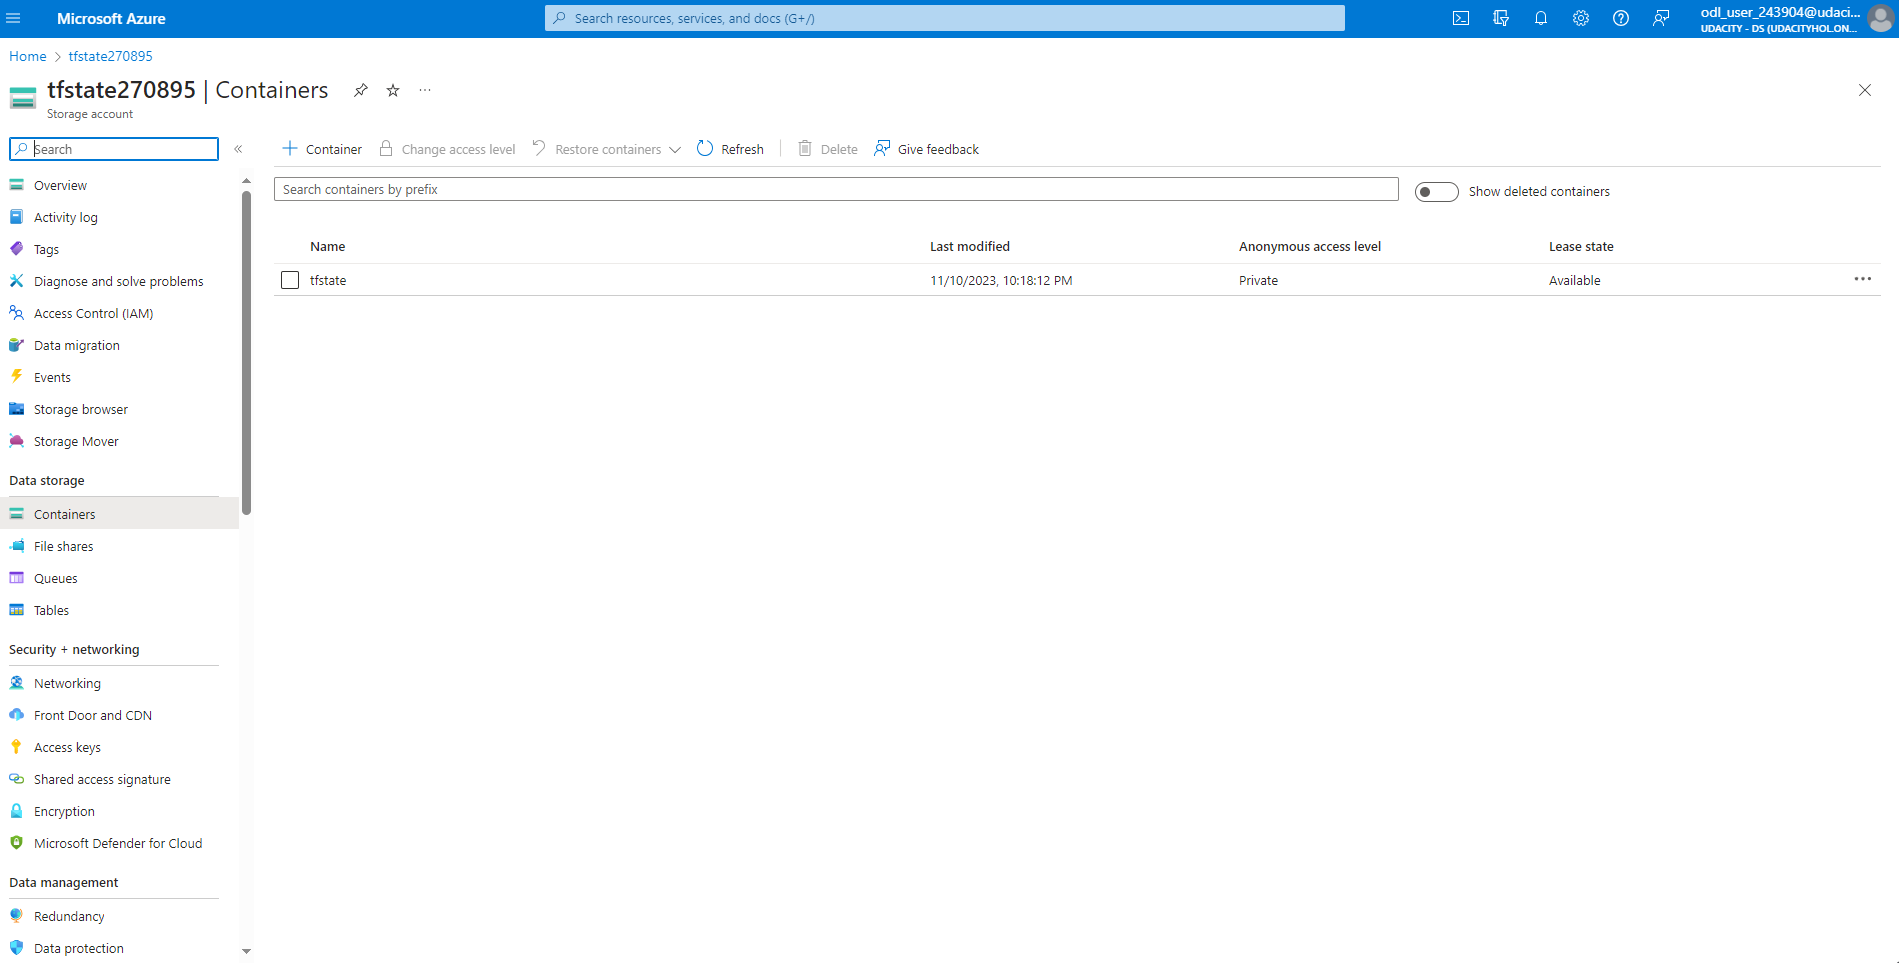 Microsoft Azure
Search resources, services, and docs (G+/)
odl_user_243904@udaci...
UDACITY - DS (UDACITYHOL.ON...
Home > tfstate270895
tfstate270895 | Containers
Storage account
Search
Container
Change access level
Restore containers
Refresh
Delete
Give feedback
Overview
Activity log
Tags
Diagnose and solve problems
Access Control (IAM)
Data migration
Events
Storage browser
Storage Mover
Data storage
Containers
File shares
Queues
Tables
Security + networking
Networking
Front Door and CDN
Access keys
Shared access signature
Encryption
Microsoft Defender for Cloud
Data management
Redundancy
Data protection
Search containers by prefix
Show deleted containers
Name Last modified Anonymous access level Lease state
tfstate 11/10/2023, 10:18:12 PM Private Available